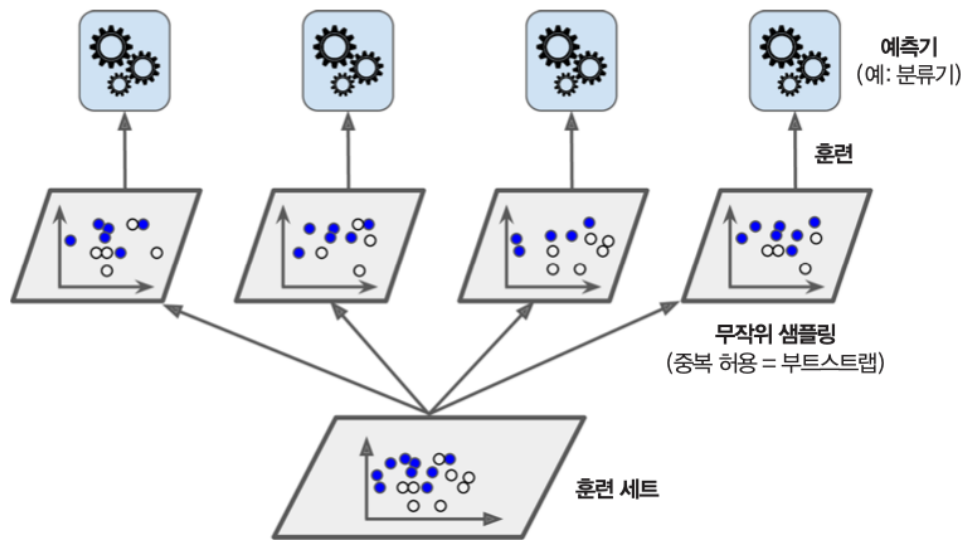 예측기
(예: 분류기)
훈련
무작위 샘플링
(중복 허용 = 부트스트랩)
훈련 세트